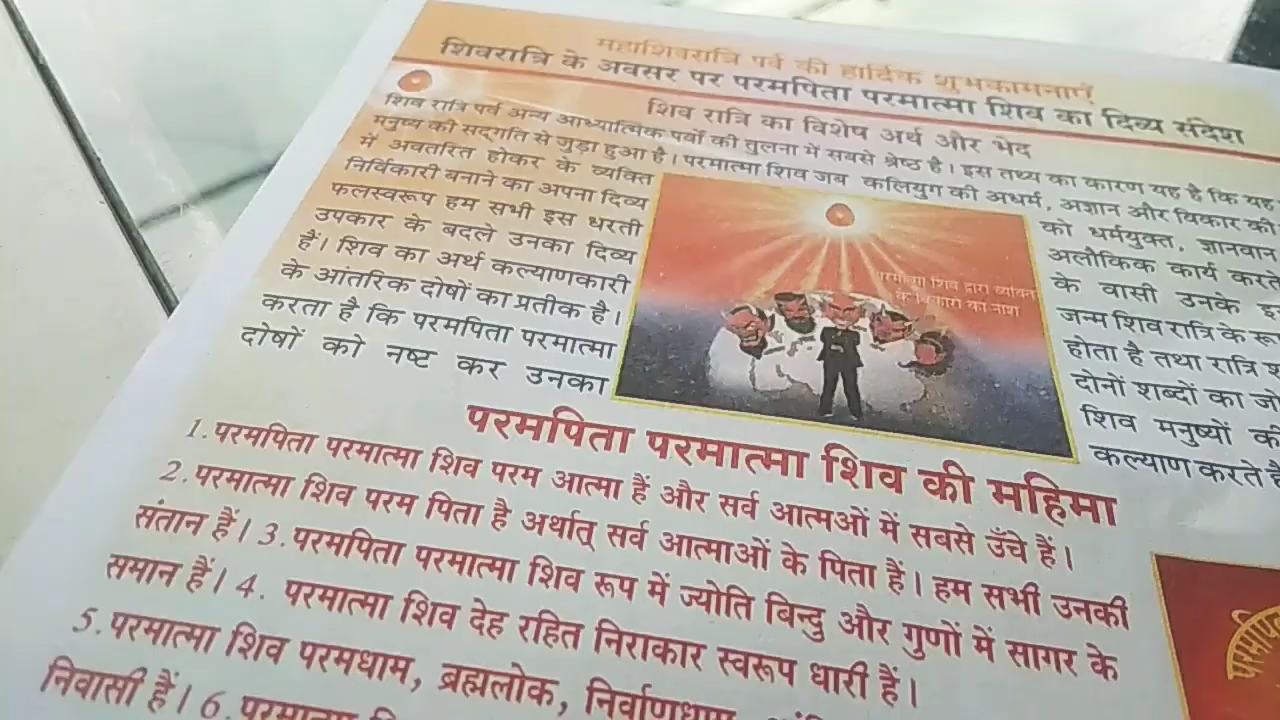 महाशिवरात्रि पर्व की हार्दिक शुभकामनाएं
शिवरात्रि के अवसर पर परमपिता परमात्मा शिव का दिव्य संदेश
शिव रात्रि का विशेष अर्थ और भेद
शिव रात्रि पर्व अन्य आध्यात्मिक पर्वों की तुलना में सबसे श्रेष्ठ है। इस तथ्य का कारण यह है कि यह
मनुष्य की सद्गति से जुड़ा हुआ है। परमात्मा शिव जब कलियुग की अधर्म, अज्ञान और विकार की
में अवतरित होकर के व्यक्ति को धर्मयुक्त, ज्ञानवान
निर्विकारी बनाने का अपना दिव्य अलौकिक कार्य करते
फलस्वरूप हम सभी इस धरती के वासी उनके
उपकार के बदले उनका दिव्य जन्म शिव रात्रि के
हैं। शिव का अर्थ कल्याणकारी होता है तथा रात्रि
के आंतरिक दोषों का प्रतीक है। दोनों शब्दों का
करता है कि परमपिता परमात्मा शिव मनुष्यों
दोषों को नष्ट कर उनका कल्याण करते
परमात्मा शिव द्वारा व्यक्ति
के विकारों का नाश
परमपिता परमात्मा शिव की महिमा
1. परमपिता परमात्मा शिव परम आत्मा हैं और सर्व आत्मओं में सबसे उँचे हैं।
2. परमात्मा शिव परम पिता है अर्थात् सर्व आत्माओं के पिता हैं। हम सभी उनकी
संतान हैं। 3. परमपिता परमात्मा शिव रूप में ज्योति बिन्दु और गुणों में सागर के
समान हैं। 4. परमात्मा शिव देह रहित निराकार स्वरूप धारी हैं।
5. परमात्मा शिव परमधाम, ब्रह्मलोक, निर्वाणधाम
निवासी हैं। 6. परमात्मा